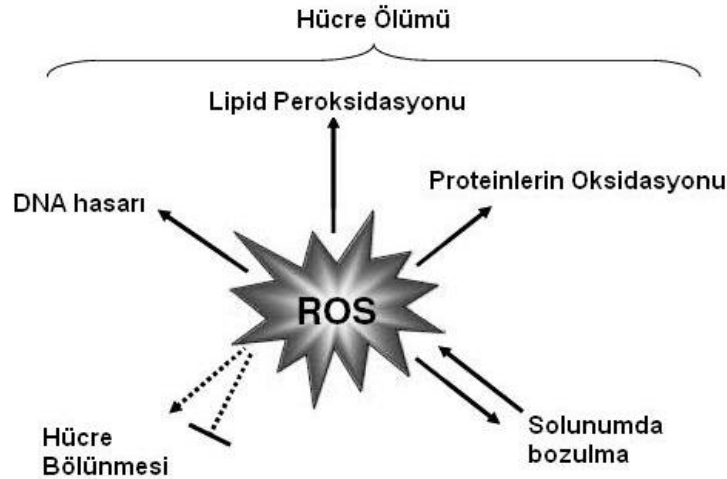 Hücre Ölümü
Lipid Peroksidasyonu
Proteinlerin Oksidasyonu
DNA hasarı
ROS
Hücre
Bölünmesi
Solunumda
bozulma